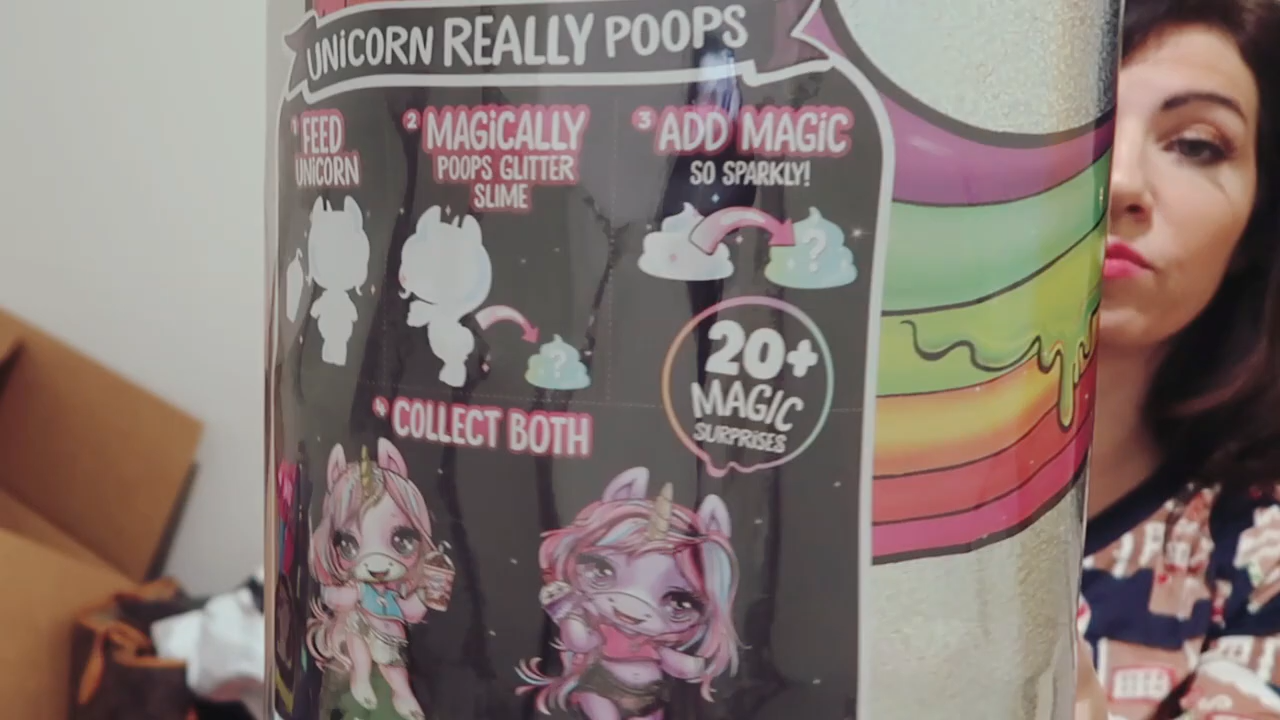 UNiCORN REALLY POOPS
1 FEED
UNiCORN
2 MAGiCALLY
POOPS GLITTER
SLIME
3 ADD MAGiC
SO SPARKLY!
?
?
20+
MAGIC
SURPRiSES
4 COLLECT BOTH